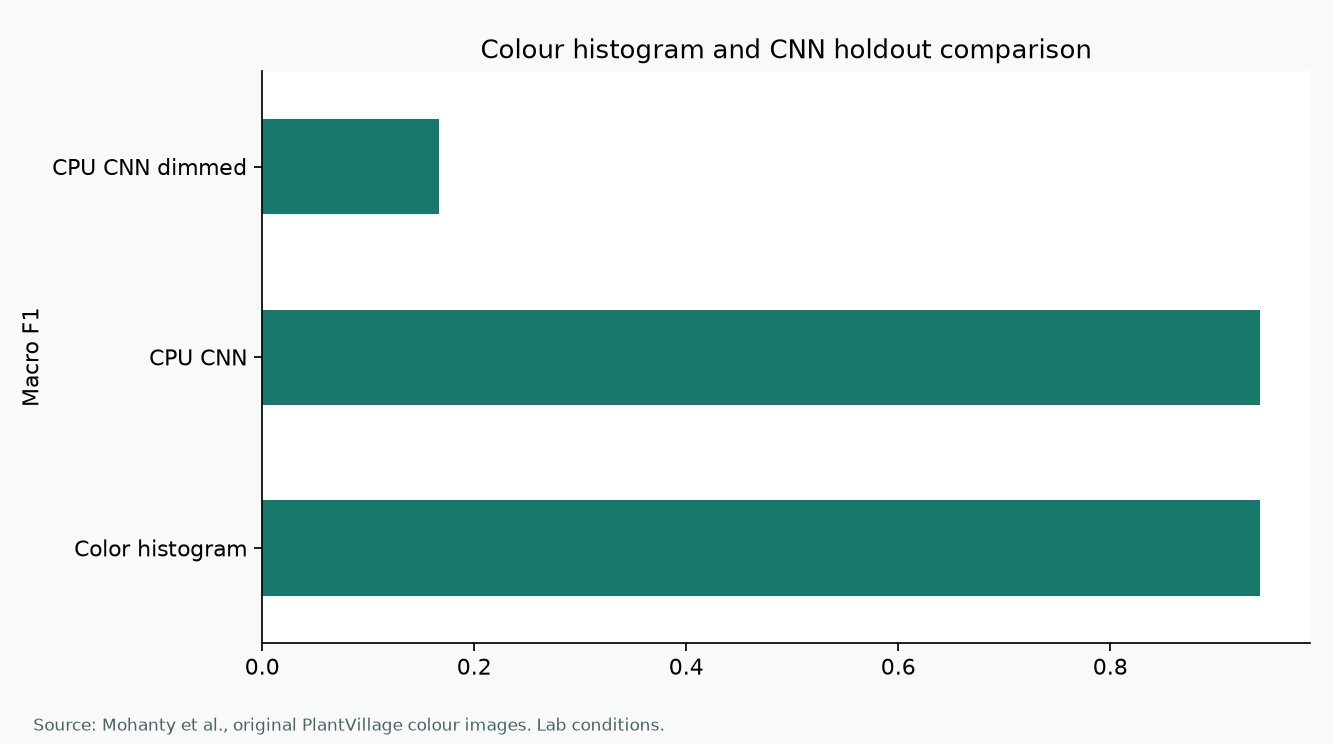 Colour histogram and CNN holdout comparison
CPU CNN dimmed
CPU CNN
Color histogram
Macro F1
0.0 0.2 0.4 0.6 0.8
Source: Mohanty et al., original PlantVillage colour images. Lab conditions.